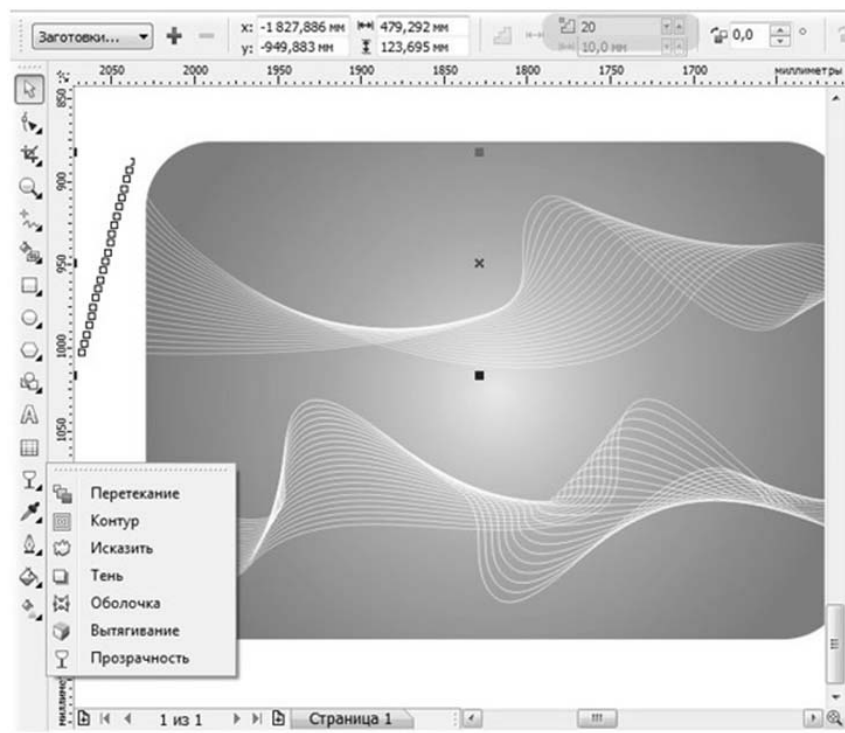 Заготовки...
x: -1 827,886 мм 479,292 мм 20 0,0 °
y: -949,883 мм 123,695 мм 10,0 мм
2050 2000 1950 1900 1850 1800 1750 1700 миллиметры
850
900
950
1000
1050
Перетекание
Контур
Исказить
Тень
Оболочка
Вытягивание
Прозрачность
1 из 1 Страница 1